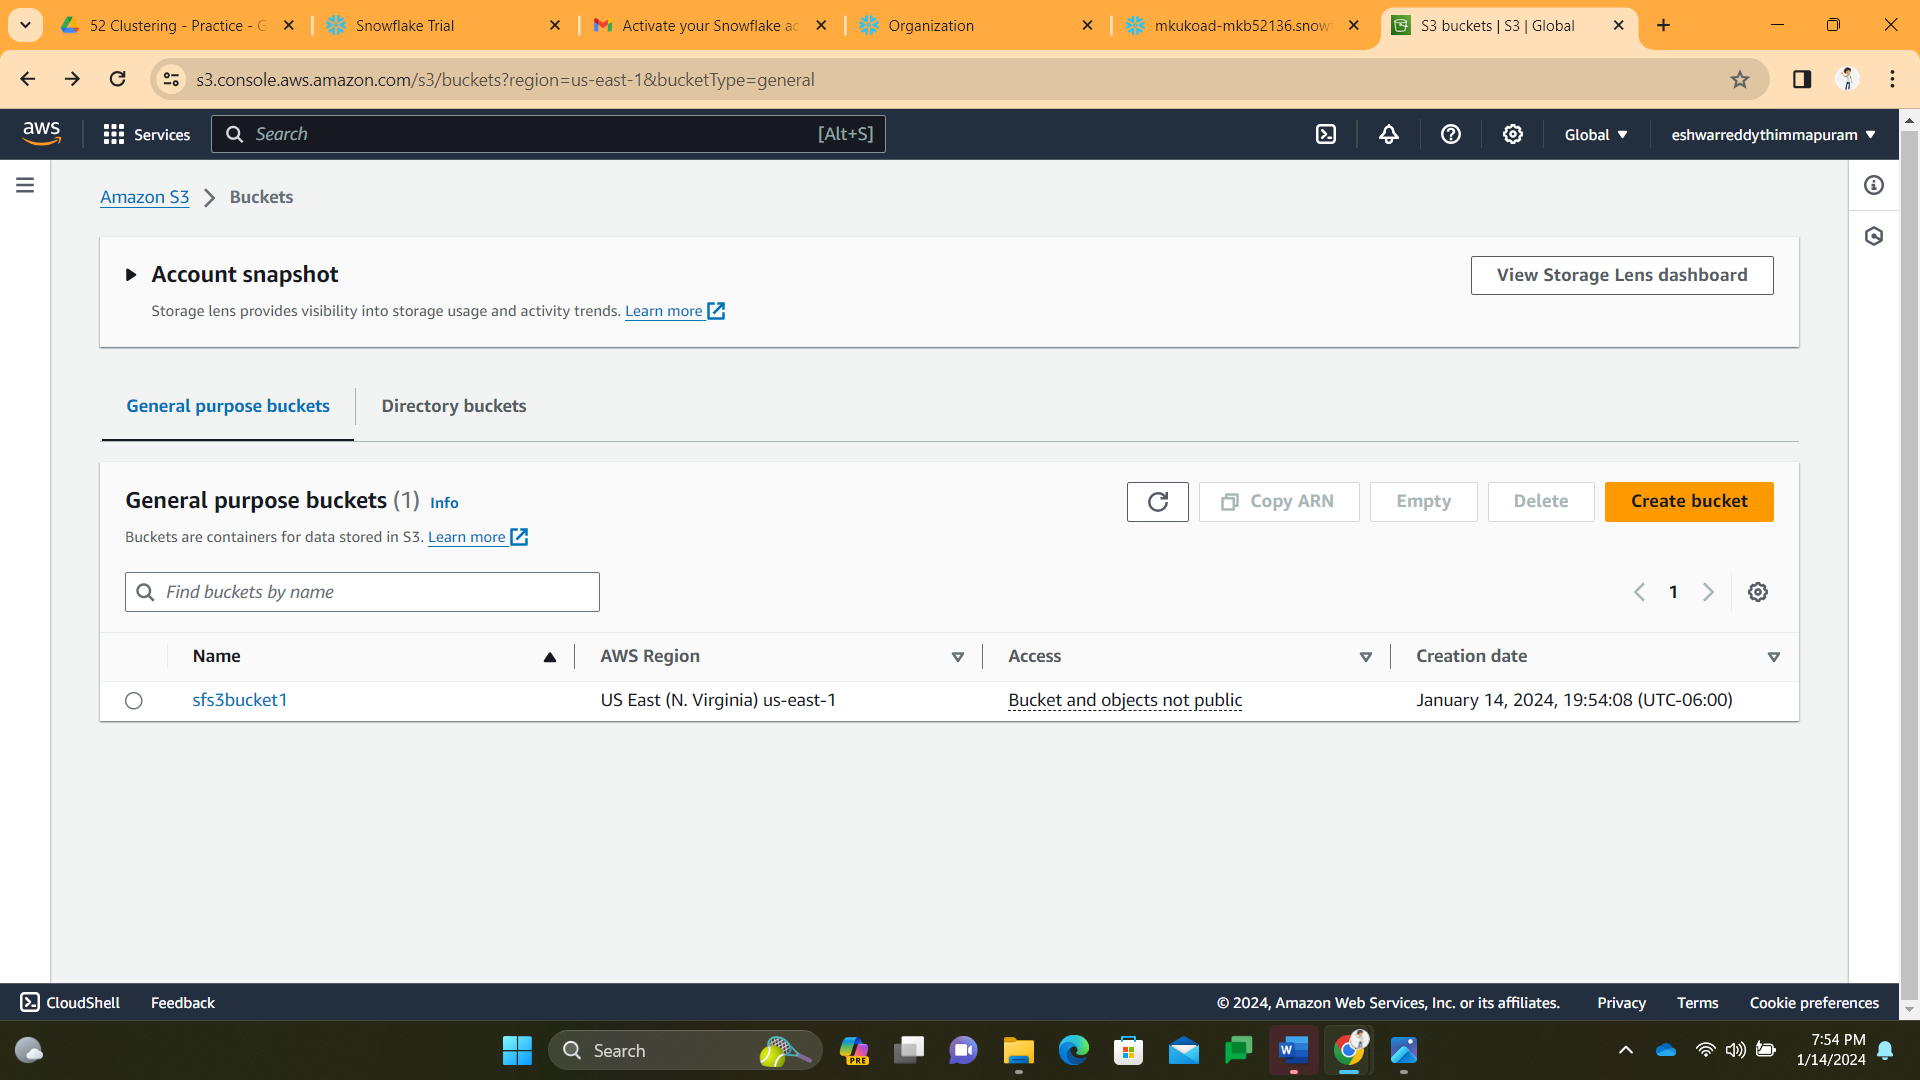 52 Clustering - Practice - G
Snowflake Trial
Activate your Snowflake ac
Organization
mkukoad-mkb52136.snow
S3 buckets | S3 | Global
s3.console.aws.amazon.com/s3/buckets?region=us-east-1&bucketType=general
aws
Services
Search
[Alt+S]
Global
eshwarreddythimmapuram
Amazon S3
Buckets
Account snapshot
View Storage Lens dashboard
Storage lens provides visibility into storage usage and activity trends. Learn more
General purpose buckets
Directory buckets
General purpose buckets (1) Info
Copy ARN
Empty
Delete
Create bucket
Buckets are containers for data stored in S3. Learn more
Find buckets by name
1
Name
AWS Region
Access
Creation date
sfs3bucket1
US East (N. Virginia) us-east-1
Bucket and objects not public
January 14, 2024, 19:54:08 (UTC-06:00)
CloudShell
Feedback
© 2024, Amazon Web Services, Inc. or its affiliates.
Privacy
Terms
Cookie preferences
Search
PRE
W
7:54 PM
1/14/2024